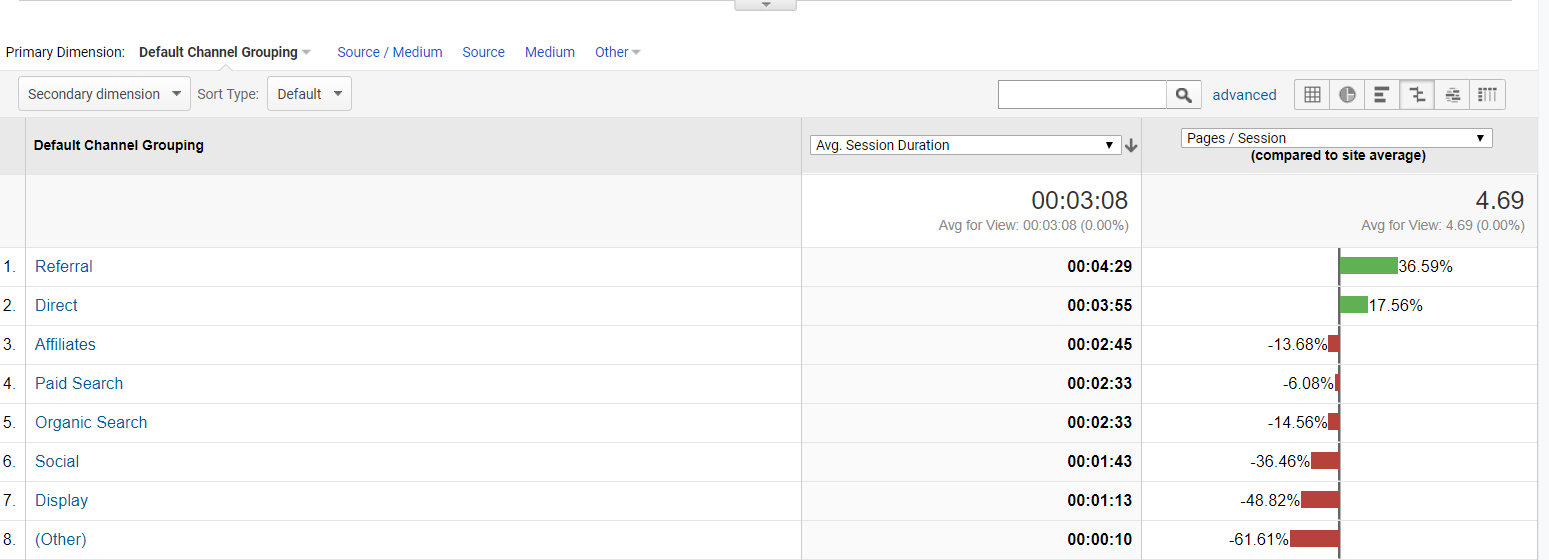 Primary Dimension: Default Channel Grouping Source / Medium Source Medium Other
Secondary dimension Sort Type: Default advanced
Default Channel Grouping Avg. Session Duration Pages / Session
(compared to site average)
00:03:08 4.69
Avg for View: 00:03:08 (0.00%) Avg for View: 4.69 (0.00%)
1. Referral 00:04:29 36.59%
2. Direct 00:03:55 17.56%
3. Affiliates 00:02:45 -13.68%
4. Paid Search 00:02:33 -6.08%
5. Organic Search 00:02:33 -14.56%
6. Social 00:01:43 -36.46%
7. Display 00:01:13 -48.82%
8. (Other) 00:00:10 -61.61%